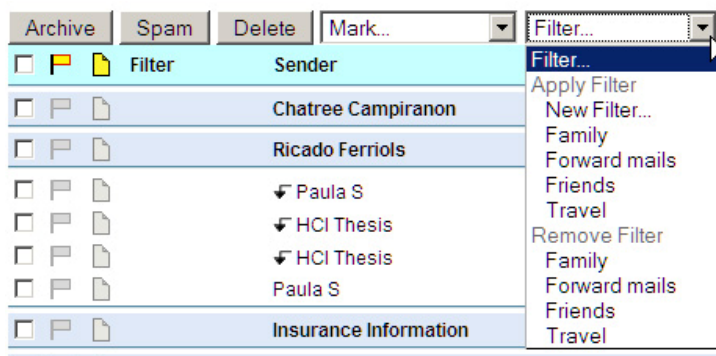 Archive Spam Delete Mark... Filter...
Filter Sender
Chatree Campiranon
Ricado Ferriols
Paula S
HCI Thesis
HCI Thesis
Paula S
Insurance Information
Filter...
Apply Filter
New Filter...
Family
Forward mails
Friends
Travel
Remove Filter
Family
Forward mails
Friends
Travel